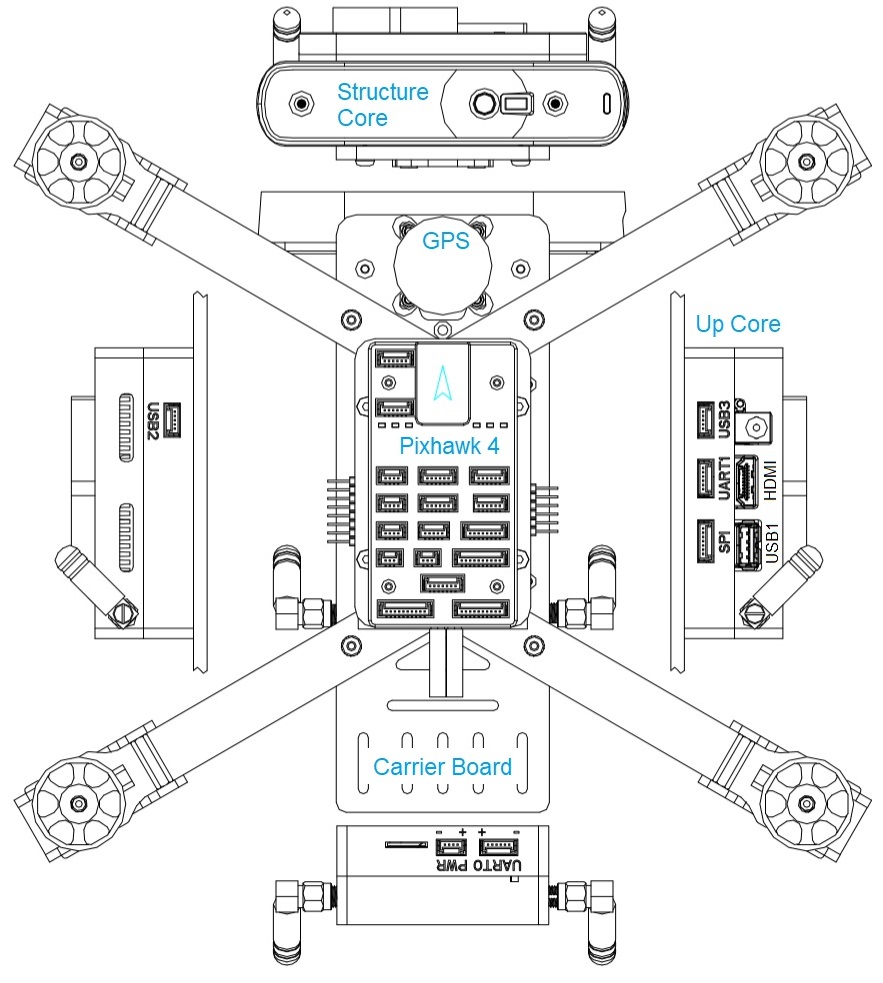 Structure
Core
GPS
Up Core
USB2
Pixhawk 4
USB3
UART1
HDMI
SPI
USB1
Carrier Board
- + + -
UART0 PWR